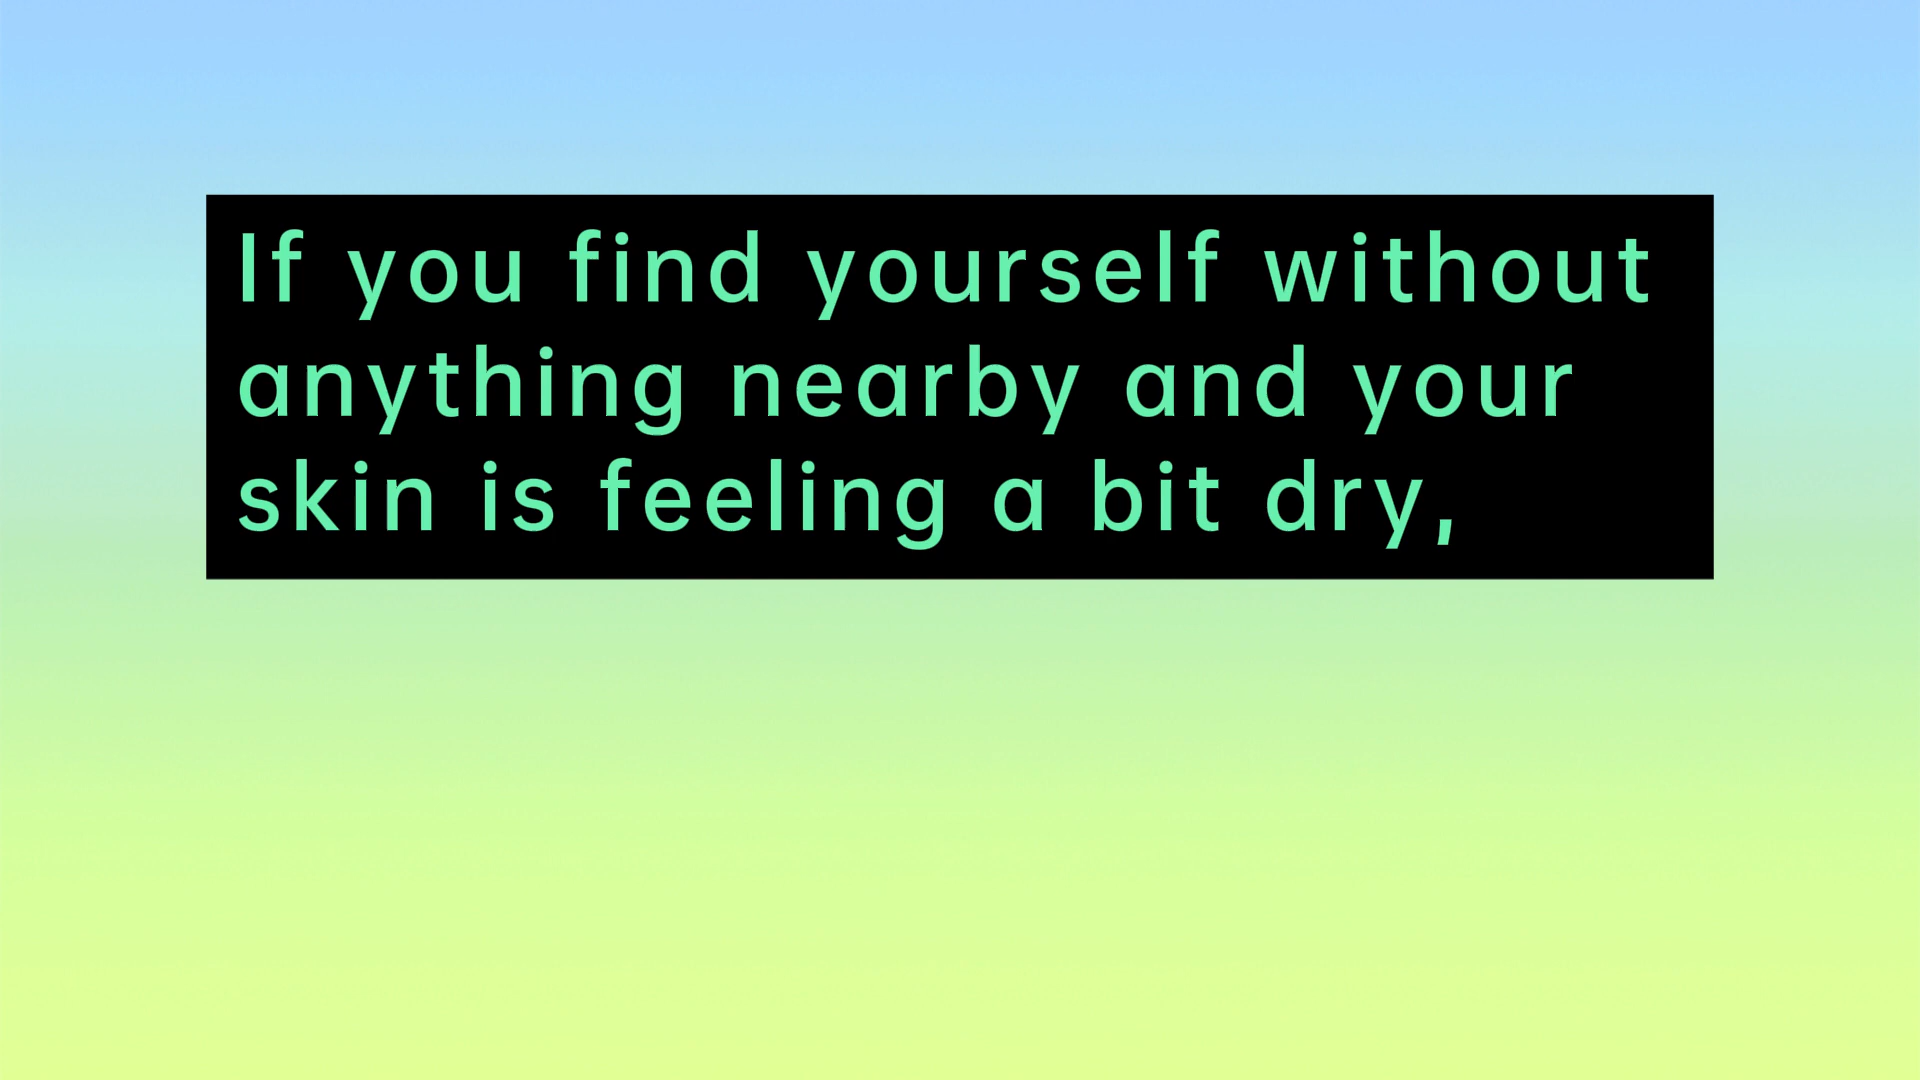 If you find yourself without
anything nearby and your
skin is feeling a bit dry,